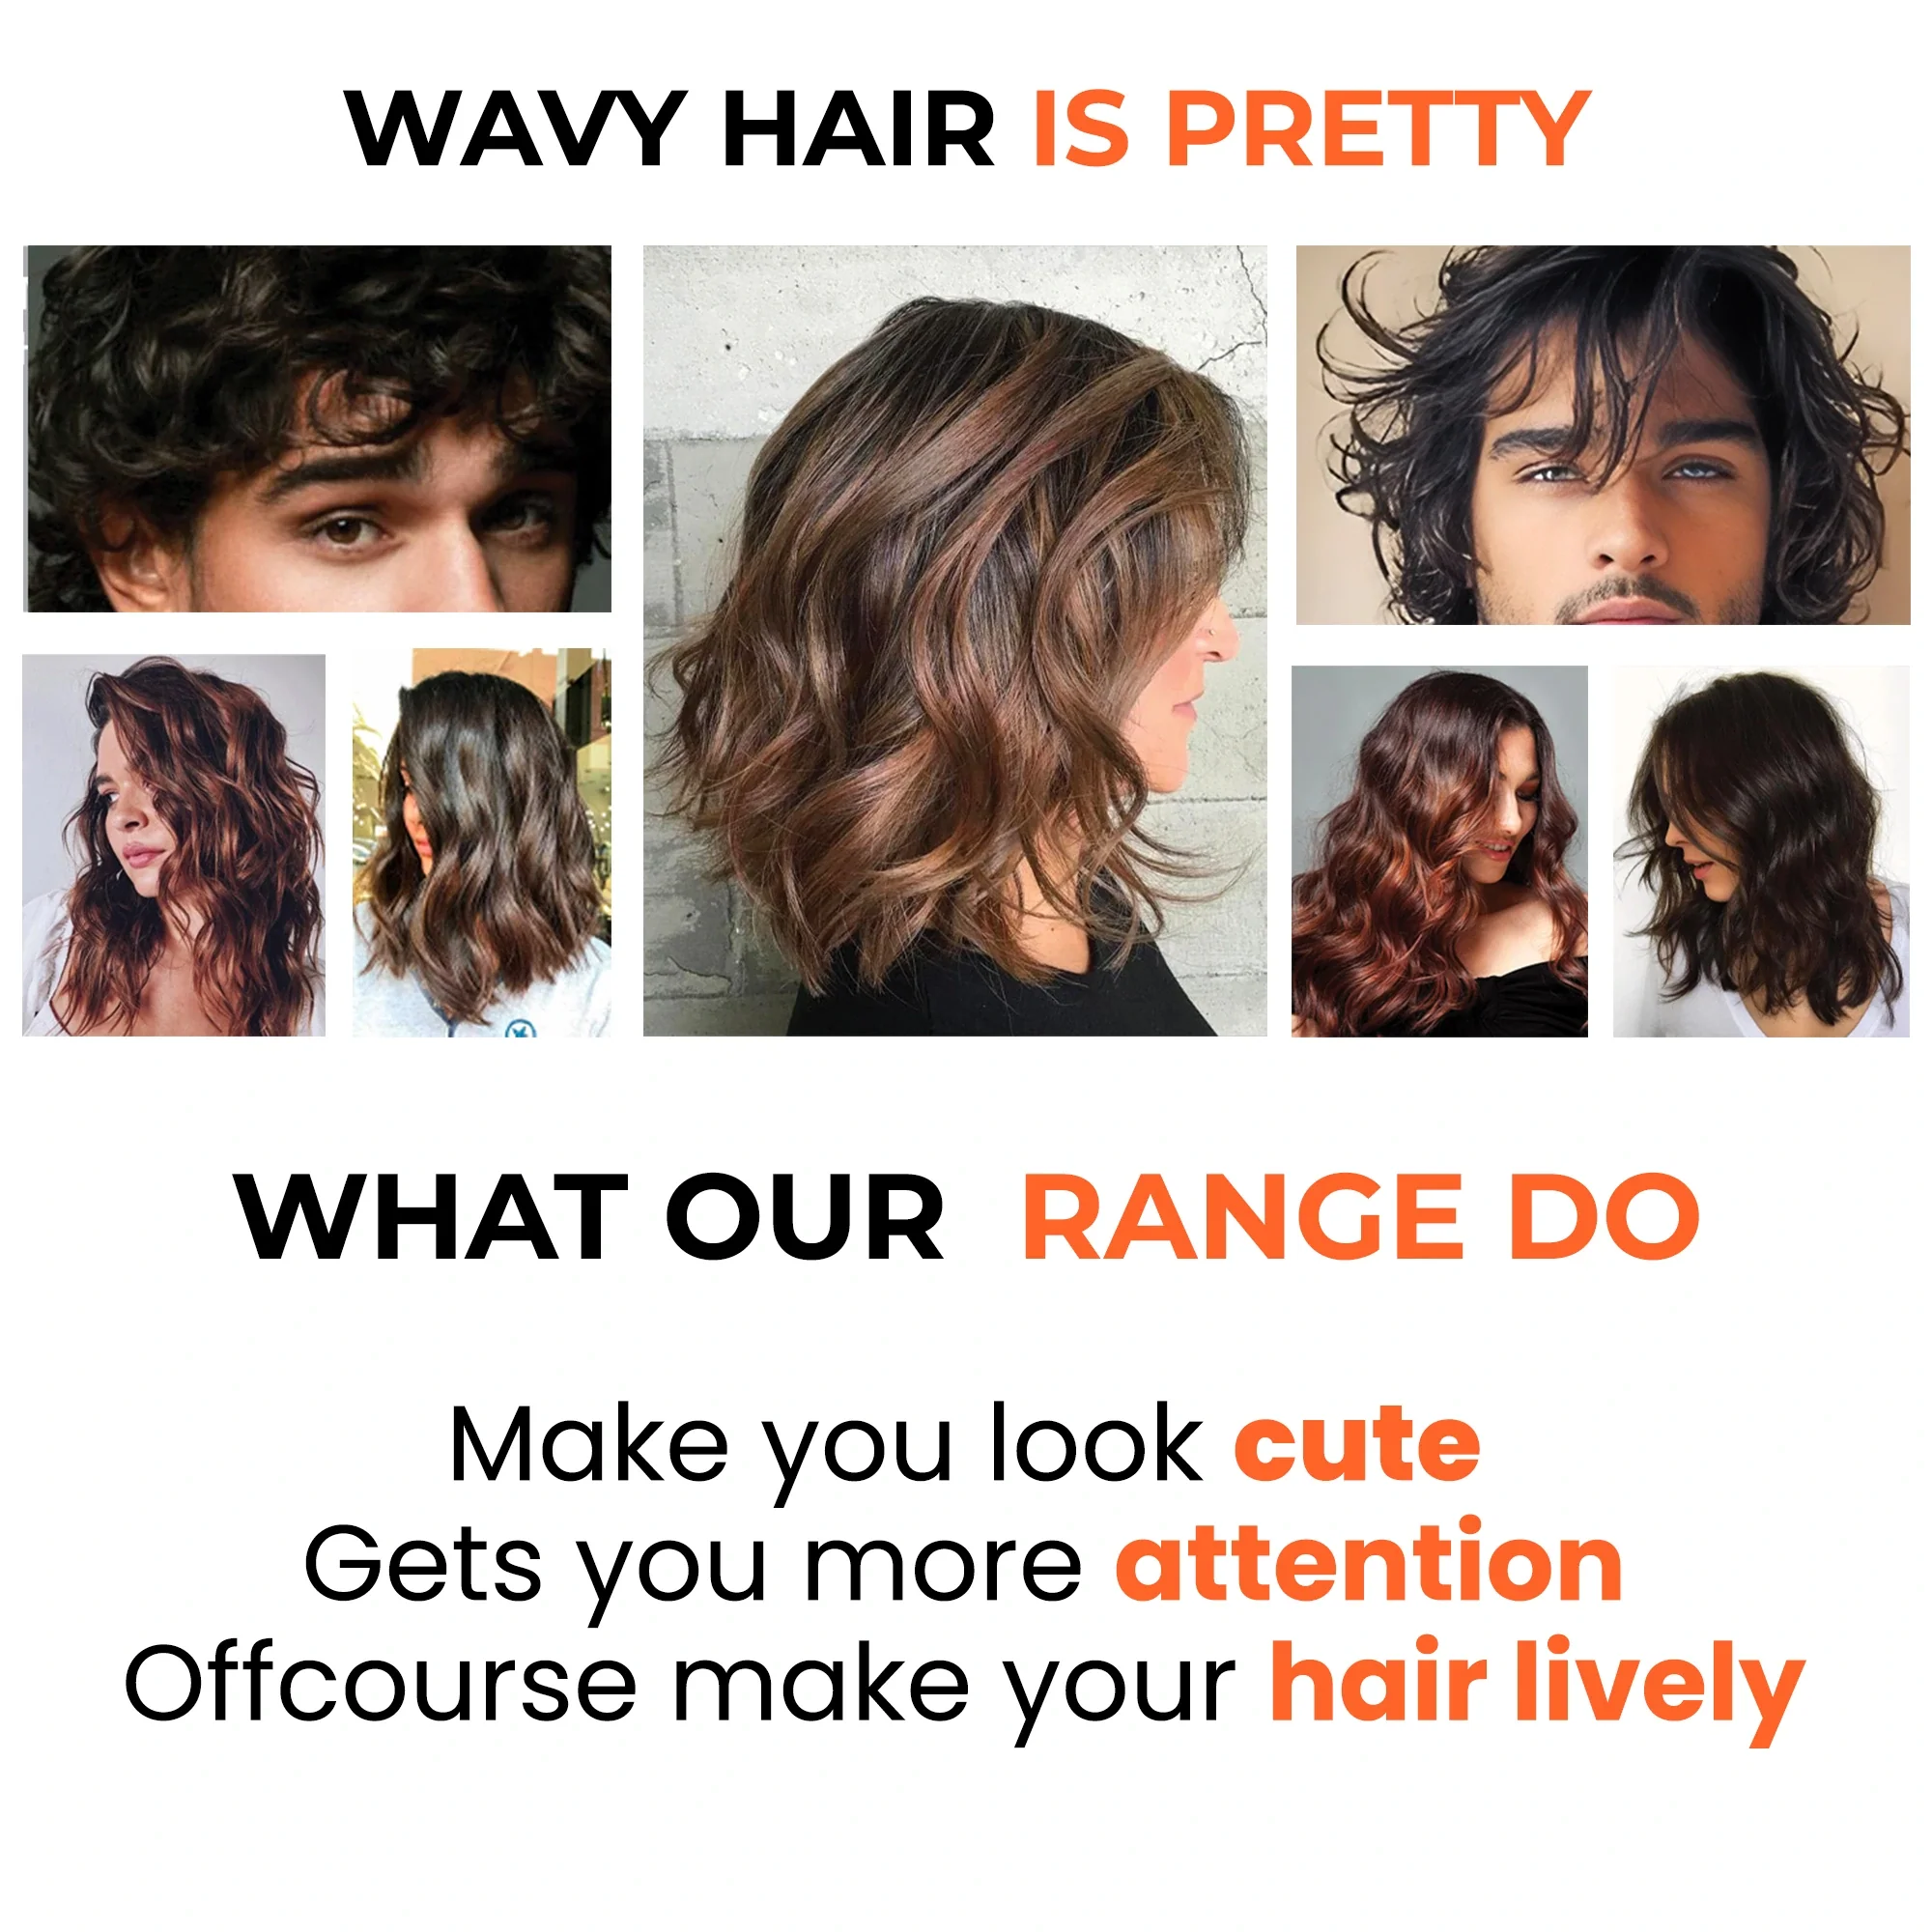 WAVY HAIR IS PRETTY
WHAT OUR RANGE DO
Make you look cute
Gets you more attention
Offcourse make your hair lively